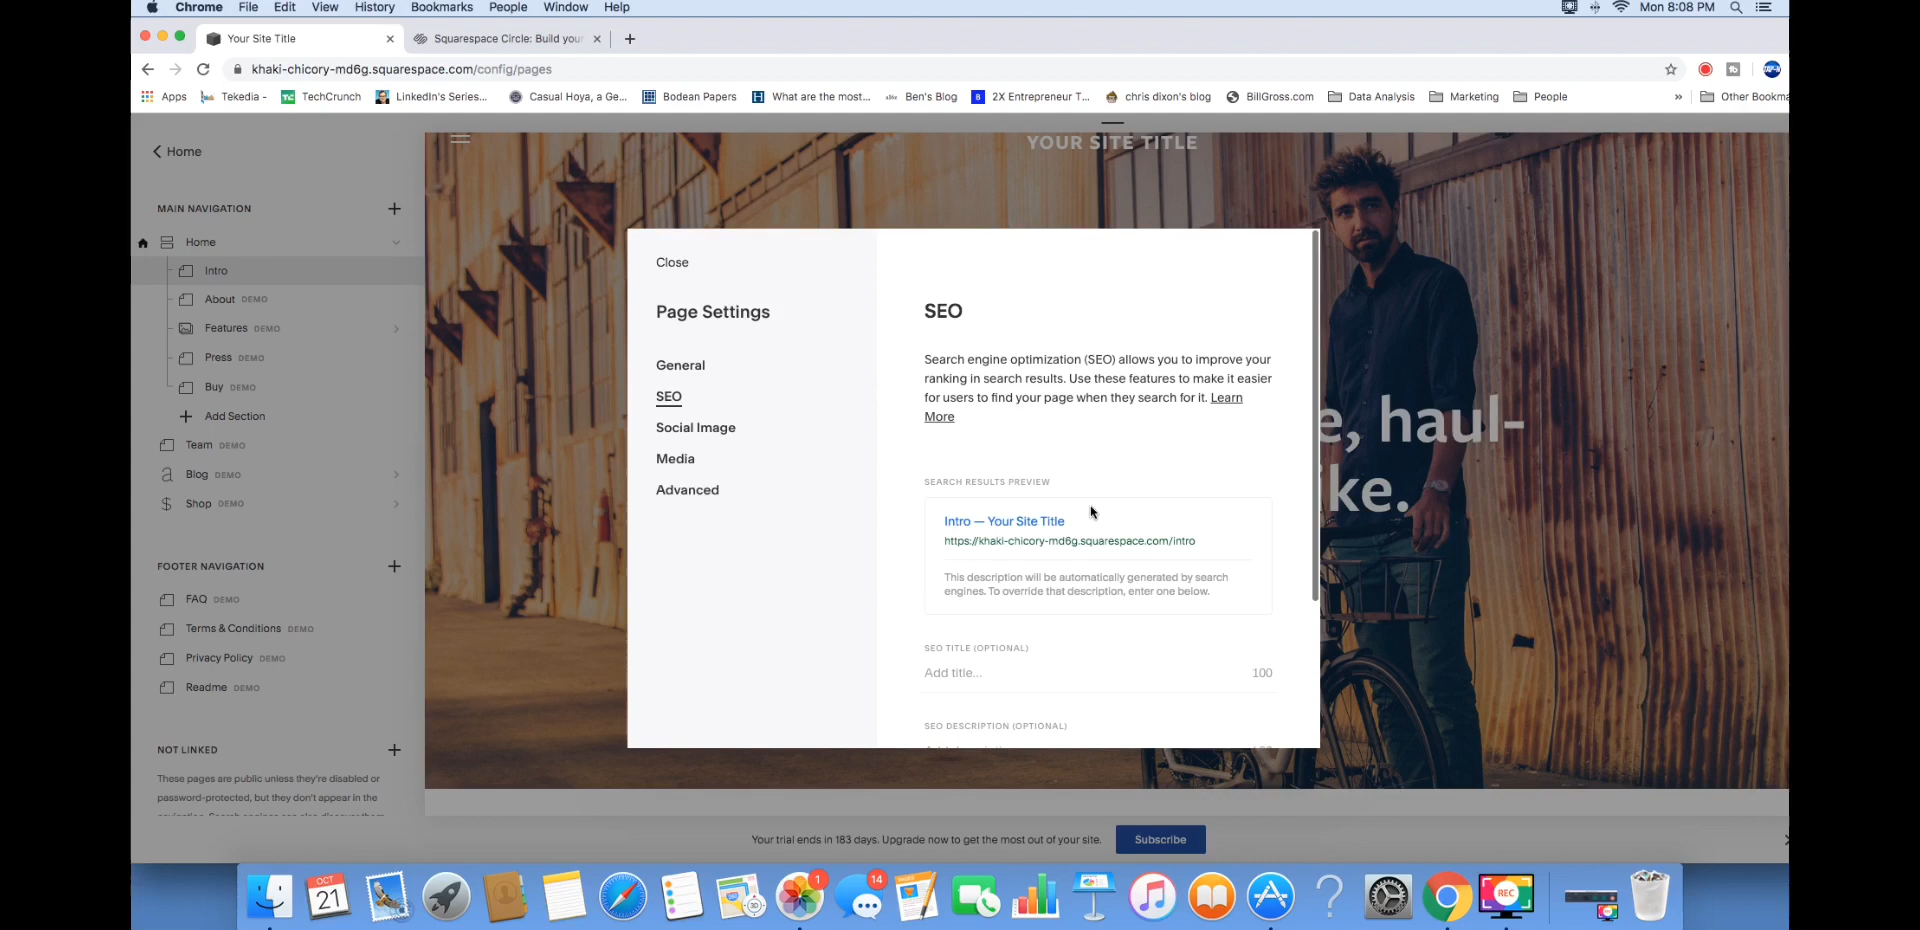 Chrome File Edit View History Bookmarks People Window Help Mon 8:08 PM
Your Site Title Squarespace Circle: Build your
khaki-chicory-md6g.squarespace.com/config/pages
Apps Tekedia - TechCrunch LinkedIn's Series... Casual Hoya, a Ge... Bodean Papers What are the most... Ben's Blog 2X Entrepreneur T... chris dixon's blog BillGross.com Data Analysis Marketing People » Other Bookma
Home
YOUR SITE TITLE
MAIN NAVIGATION
Home
Intro
About DEMO
Features DEMO
Press DEMO
Buy DEMO
Add Section
Team DEMO
Blog DEMO
Shop DEMO
FOOTER NAVIGATION
FAQ DEMO
Terms & Conditions DEMO
Privacy Policy DEMO
Readme DEMO
NOT LINKED
These pages are public unless they're disabled or
password-protected, but they don't appear in the
Close
Page Settings
General
SEO
Social Image
Media
Advanced
SEO
Search engine optimization (SEO) allows you to improve your
ranking in search results. Use these features to make it easier
for users to find your page when they search for it. Learn
More
SEARCH RESULTS PREVIEW
Intro — Your Site Title
https://khaki-chicory-md6g.squarespace.com/intro
This description will be automatically generated by search
engines. To override that description, enter one below.
SEO TITLE (OPTIONAL)
Add title... 100
SEO DESCRIPTION (OPTIONAL)
e, haul-
ike.
Your trial ends in 183 days. Upgrade now to get the most out of your site. Subscribe
OCT
21
1
14
REC